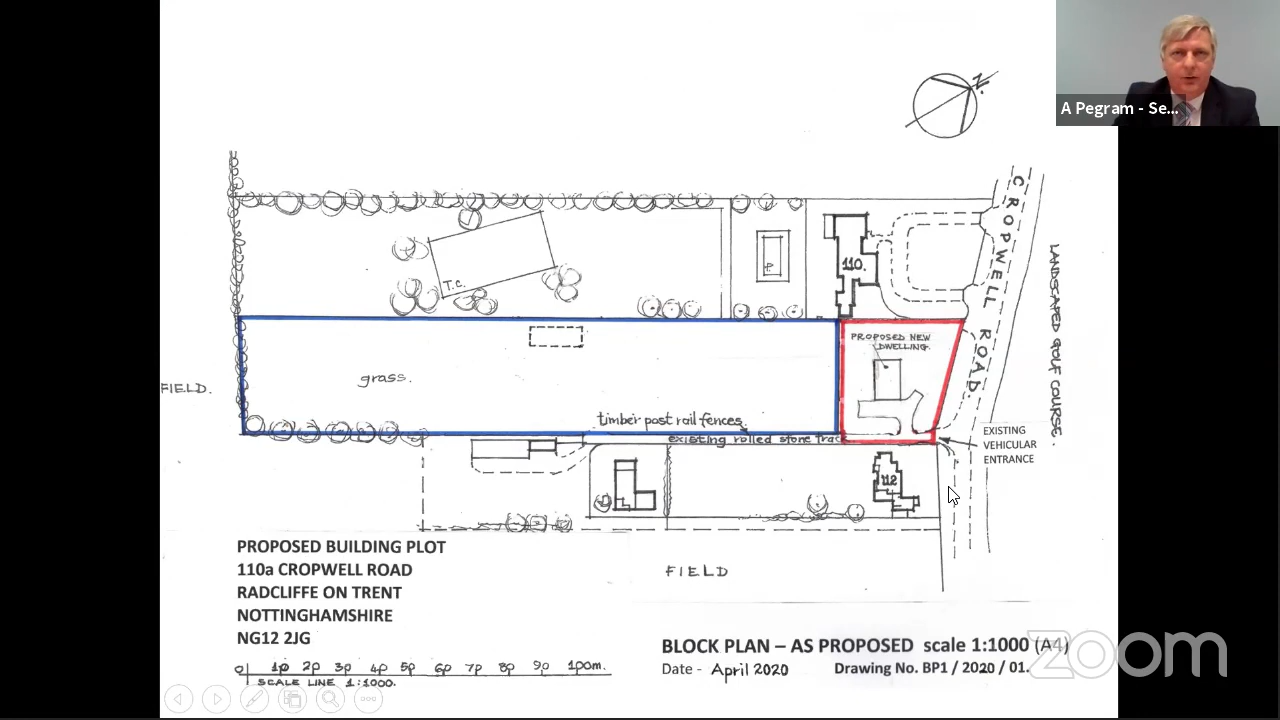 A Pegram - Se...
N.
CROPWELL ROAD.
LANDSCAPED GOLF COURSE.
110.
P.
T.C.
PROPOSED NEW
DWELLING.
grass.
FIELD.
timber post rail fences.
existing rolled stone track
EXISTING
VEHICULAR
ENTRANCE
112
FIELD
PROPOSED BUILDING PLOT
110a CROPWELL ROAD
RADCLIFFE ON TRENT
NOTTINGHAMSHIRE
NG12 2JG
BLOCK PLAN – AS PROPOSED scale 1:1000 (A4)
Date - April 2020 Drawing No. BP1 / 2020 / 01.
0 10 20 30 40 50 60 70 80 90 100m.
SCALE LINE 1:1000.
zoom